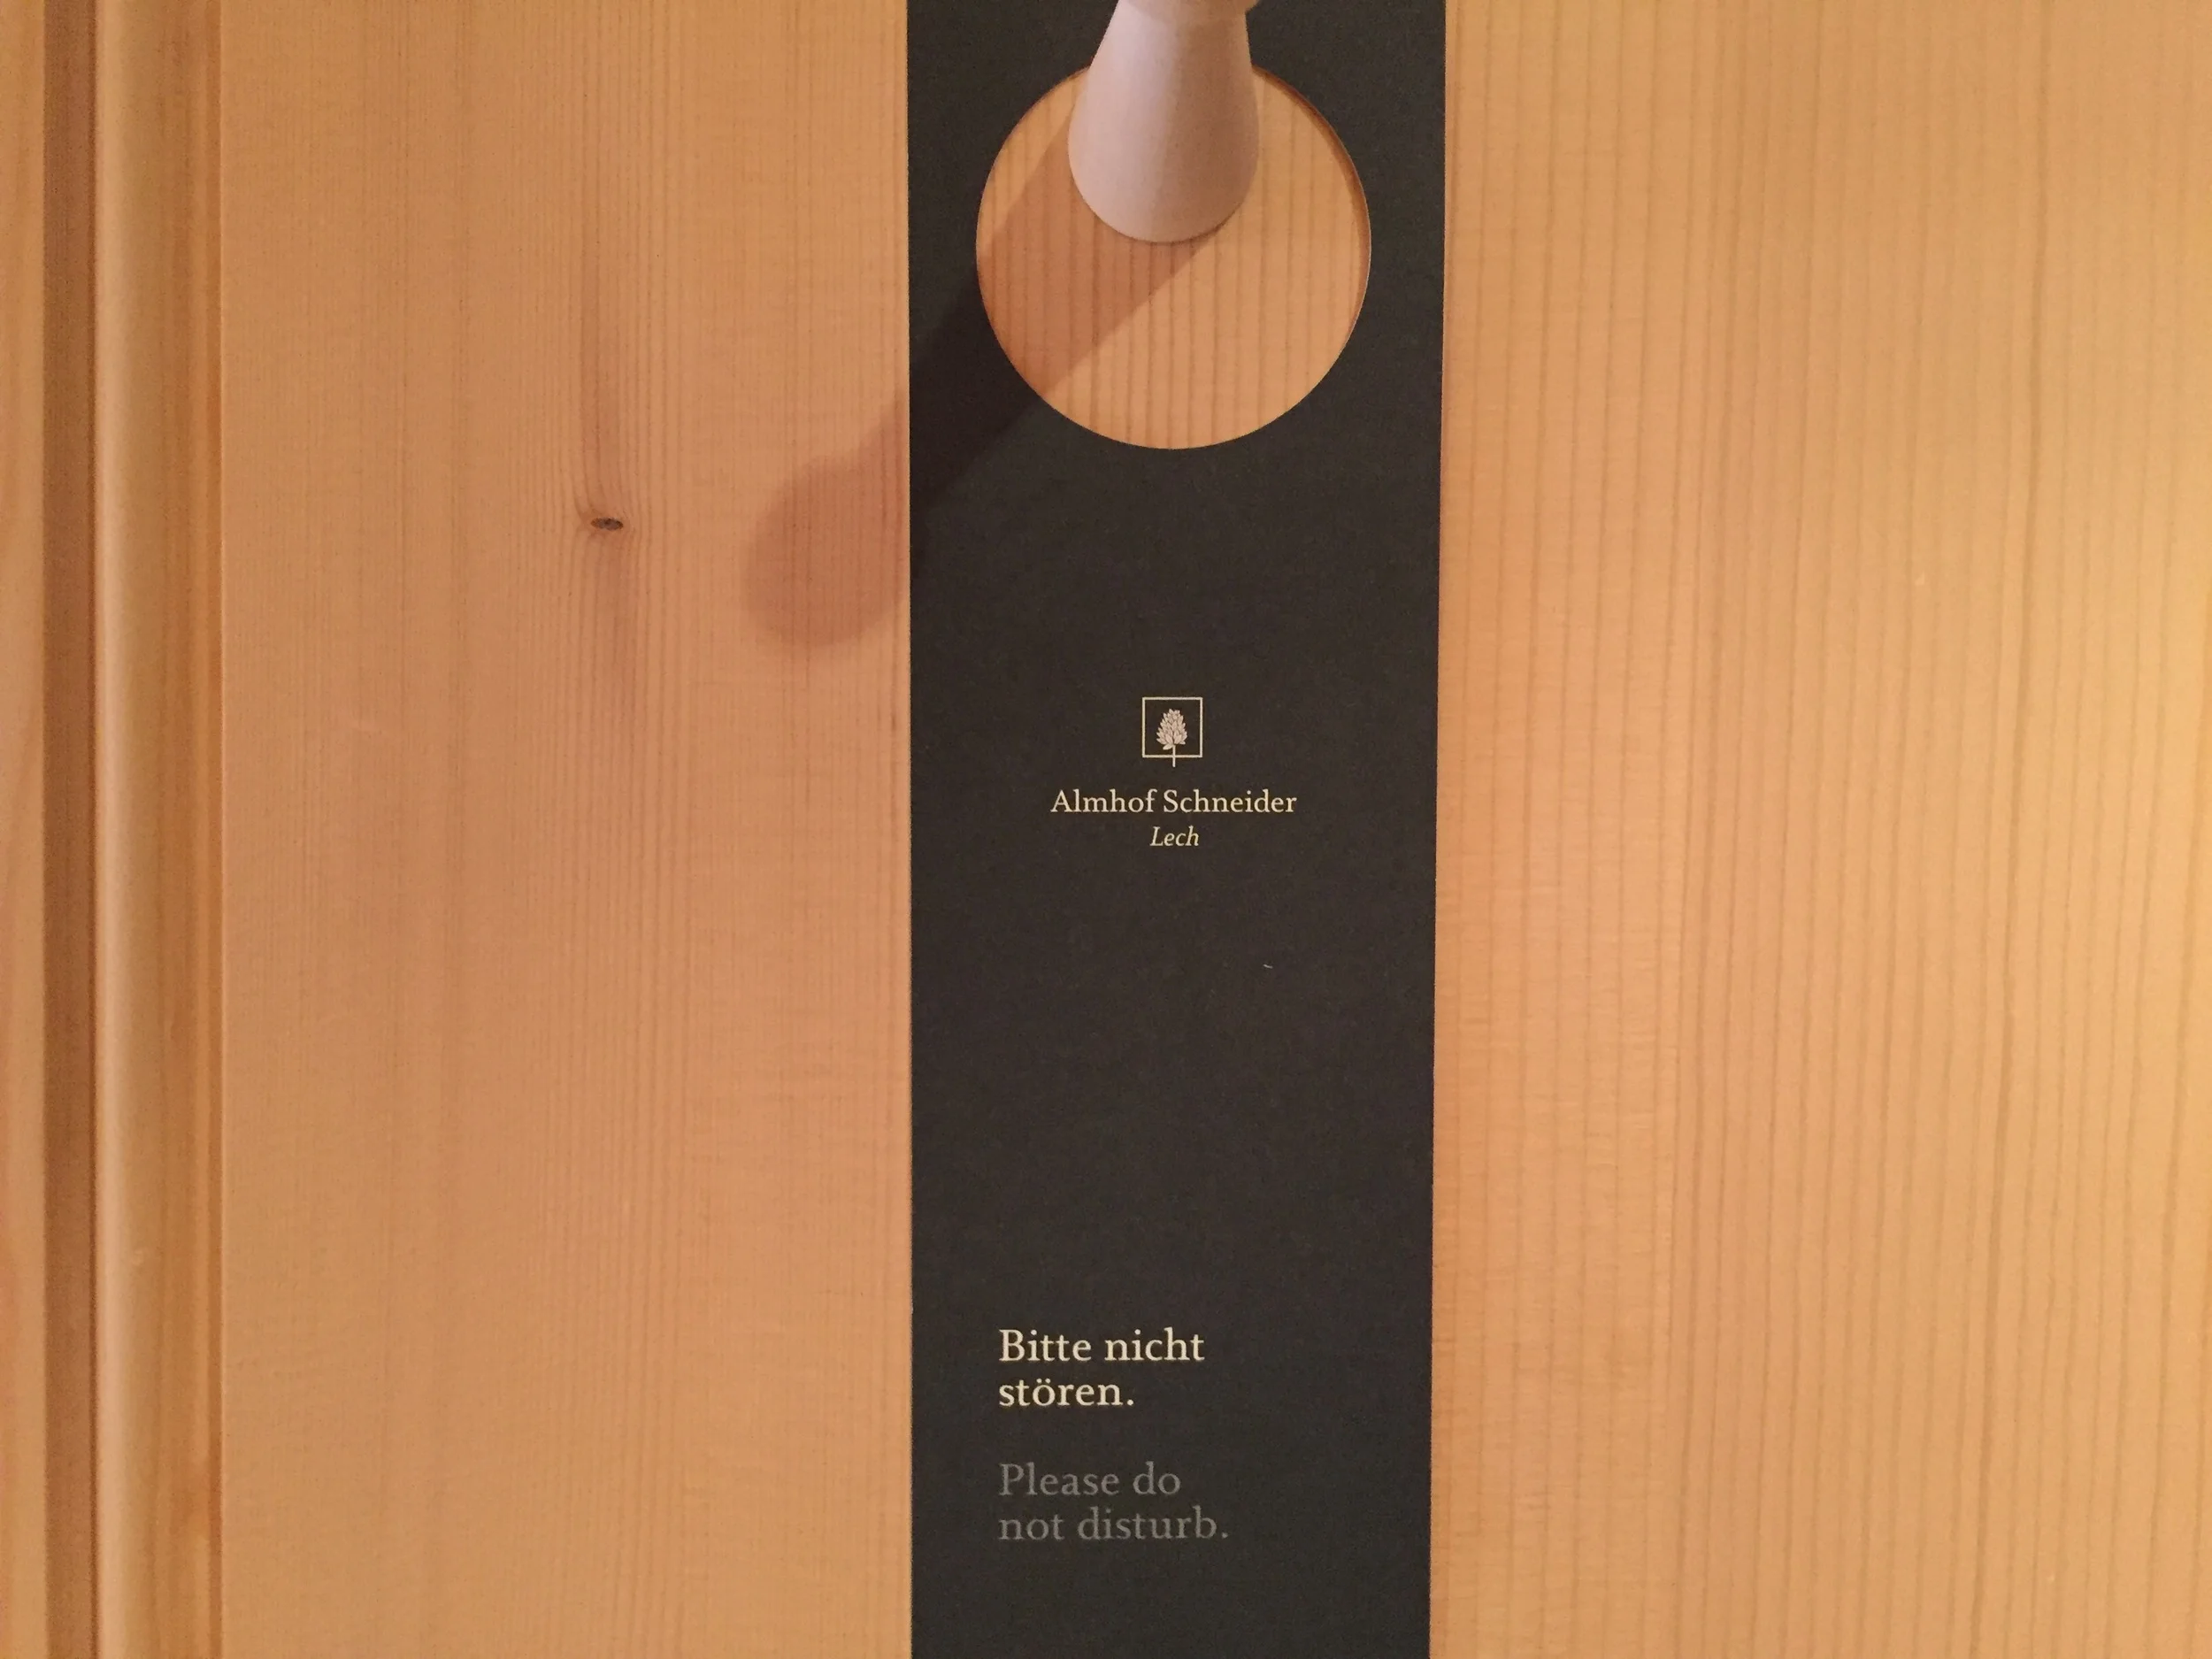 Almhof Schneider
Lech
Bitte nicht
stören.
Please do
not disturb.